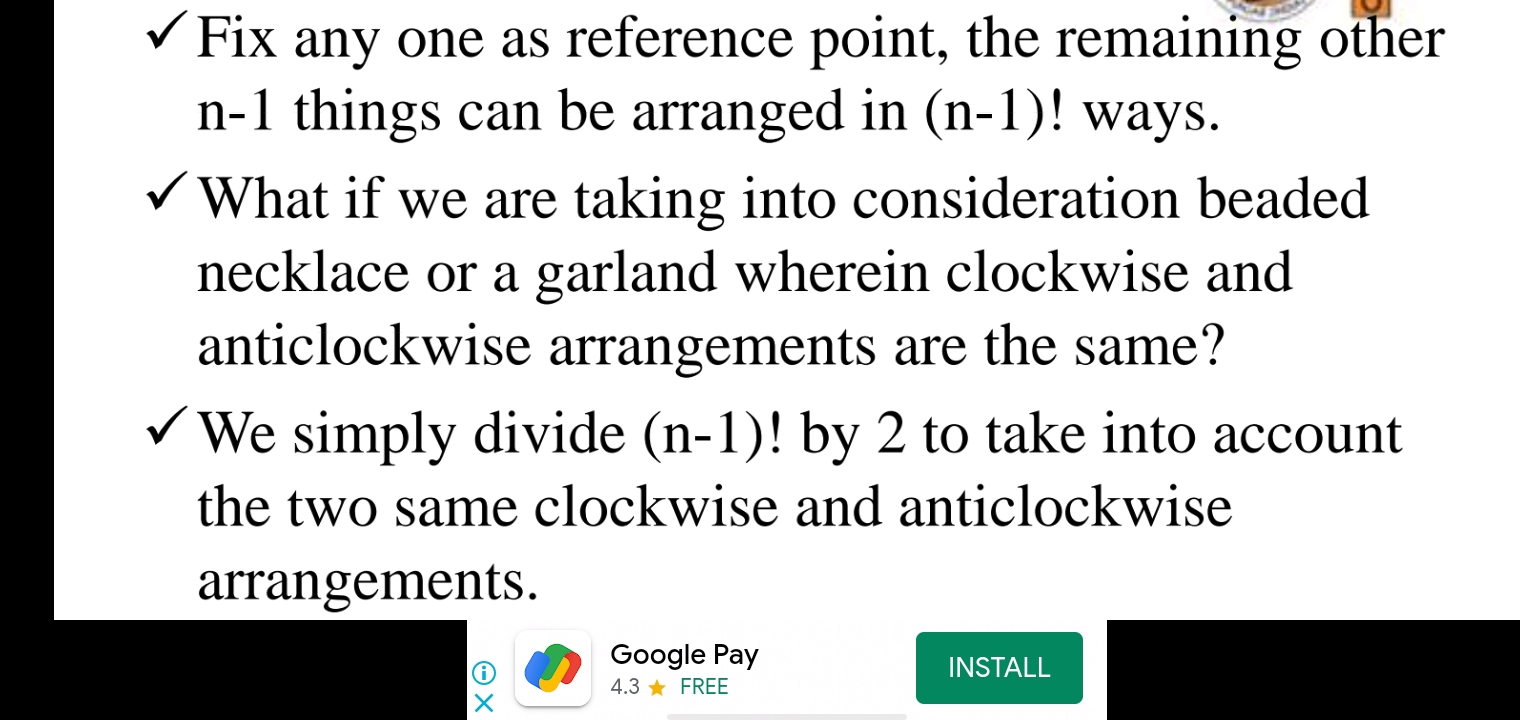 ✓ Fix any one as reference point, the remaining other
n-1 things can be arranged in (n-1)! ways.
✓ What if we are taking into consideration beaded
necklace or a garland wherein clockwise and
anticlockwise arrangements are the same?
✓ We simply divide (n-1)! by 2 to take into account
the two same clockwise and anticlockwise
arrangements.
Google Pay
4.3 ★ FREE
INSTALL